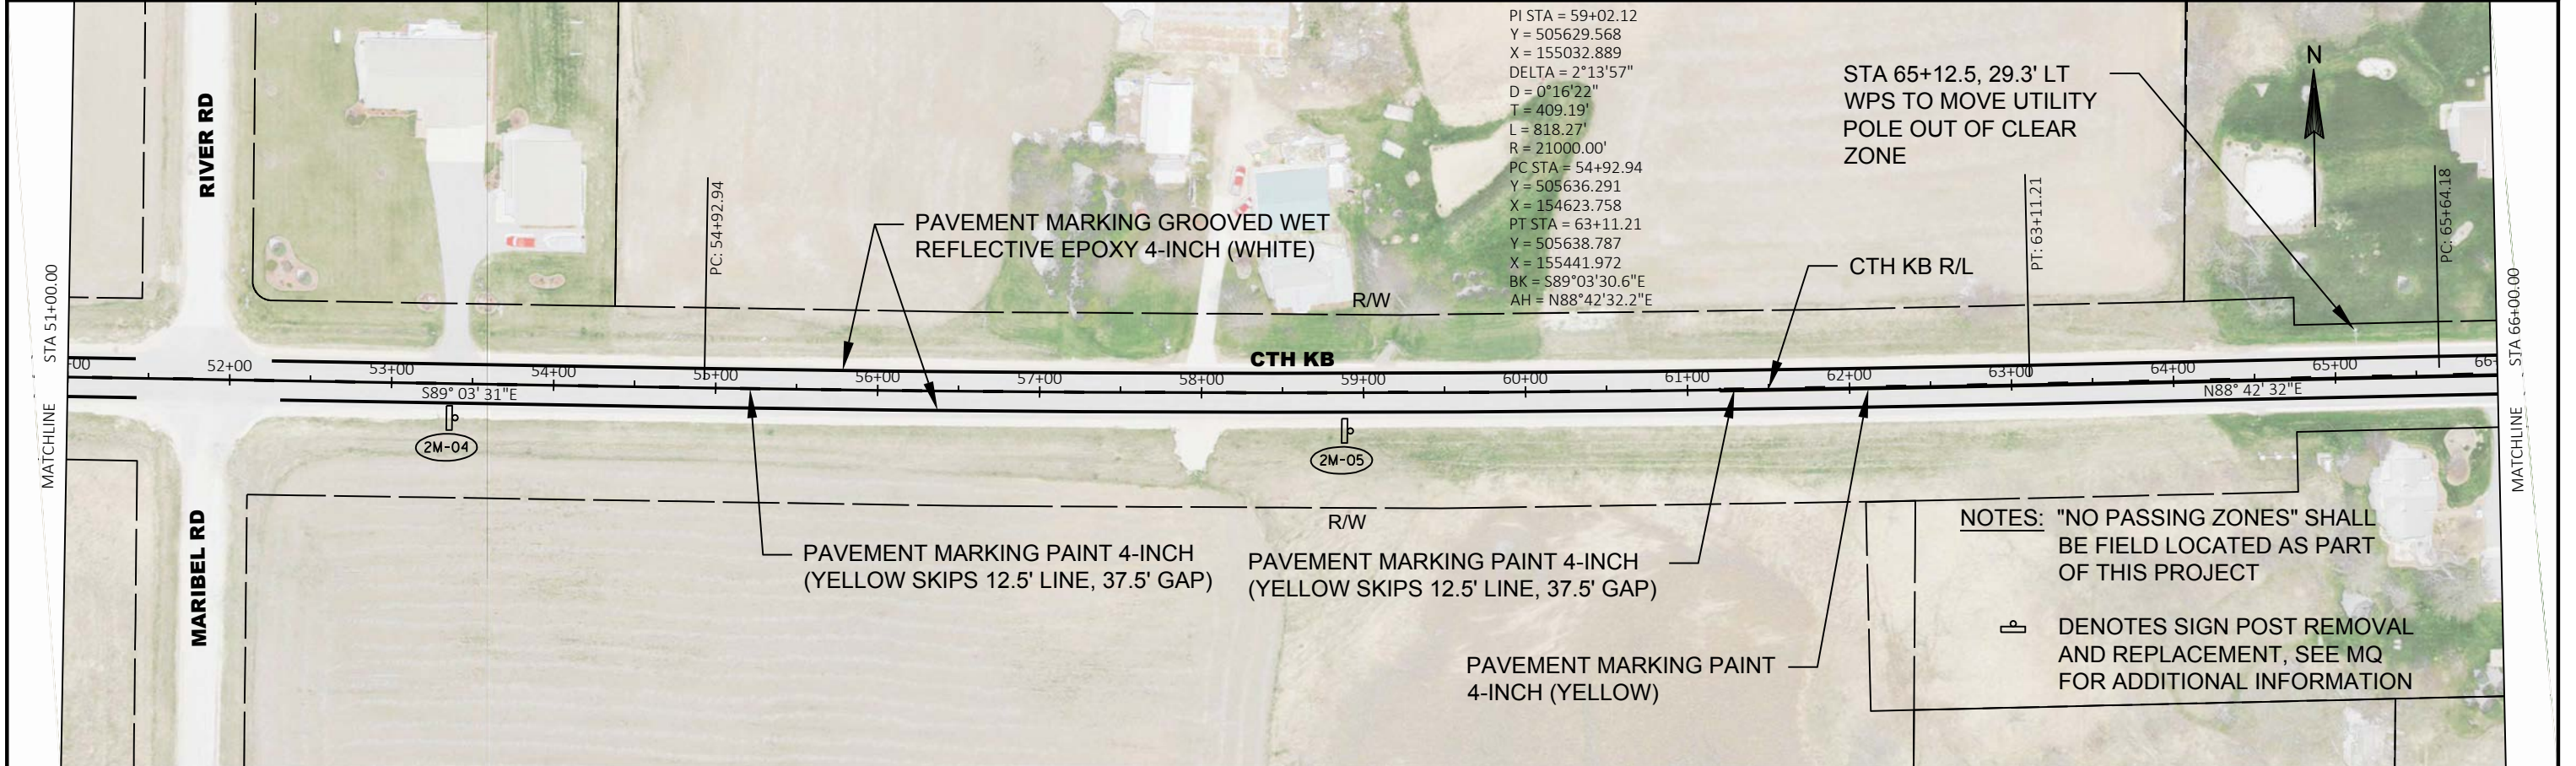 PI STA = 59+02.12
Y = 505629.568
X = 155032.889
DELTA = 2°13'57"
D = 0°16'22"
T = 409.19'
L = 818.27'
R = 21000.00'
PC STA = 54+92.94
Y = 505636.291
X = 154623.758
PT STA = 63+11.21
Y = 505638.787
X = 155441.972
BK = S89°03'30.6"E
AH = N88°42'32.2"E
STA 65+12.5, 29.3' LT
WPS TO MOVE UTILITY
POLE OUT OF CLEAR
ZONE
N
RIVER RD
PC: 54+92.94
PAVEMENT MARKING GROOVED WET
REFLECTIVE EPOXY 4-INCH (WHITE)
PT: 63+11.21
PC: 65+64.18
CTH KB R/L
R/W
MATCHLINE STA 51+00.00
MATCHLINE STA 66+00.00
CTH KB
-00 52+00 53+00 54+00 55+00 56+00 57+00 58+00 59+00 60+00 61+00 62+00 63+00 64+00 65+00 66-
S89° 03' 31"E
N88° 42' 32"E
2M-04
2M-05
R/W
MARIBEL RD
PAVEMENT MARKING PAINT 4-INCH
(YELLOW SKIPS 12.5' LINE, 37.5' GAP)
PAVEMENT MARKING PAINT 4-INCH
(YELLOW SKIPS 12.5' LINE, 37.5' GAP)
PAVEMENT MARKING PAINT
4-INCH (YELLOW)
NOTES: "NO PASSING ZONES" SHALL
BE FIELD LOCATED AS PART
OF THIS PROJECT
DENOTES SIGN POST REMOVAL
AND REPLACEMENT, SEE MQ
FOR ADDITIONAL INFORMATION